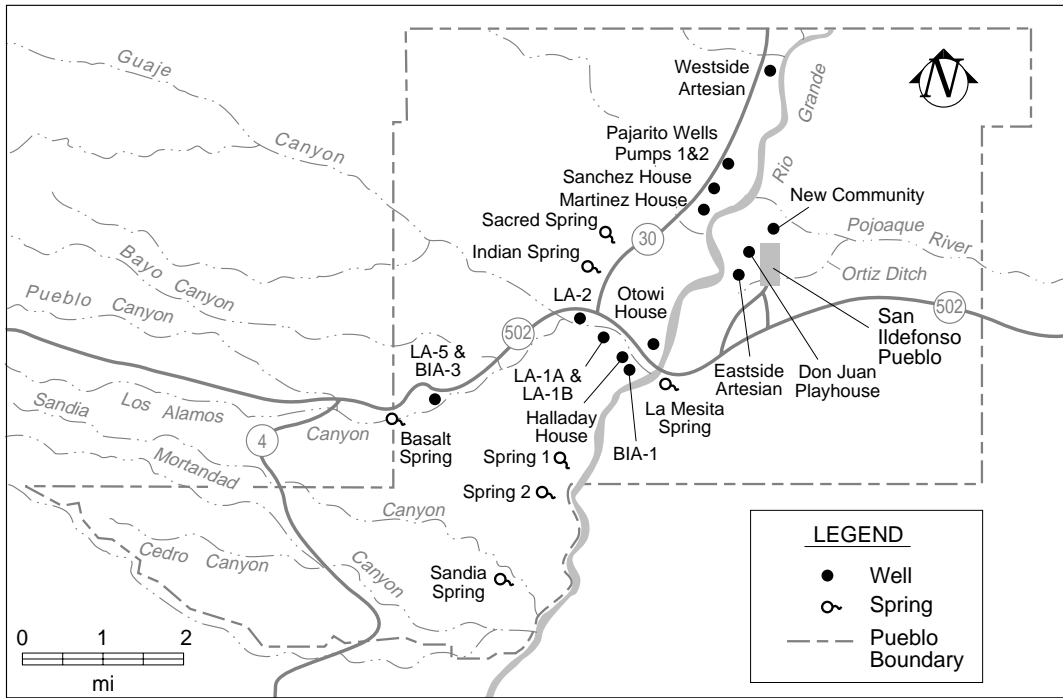 Guaje
Canyon
Westside
Artesian
N
Grande
Rio
Pajarito Wells
Pumps 1&2
Sanchez House
Martinez House
New Community
Sacred Spring
30
Pojoaque
River
Indian Spring
Bayo Canyon
Ortiz Ditch
Pueblo Canyon
LA-2
Otowi
House
502
502
San
Ildefonso
Pueblo
LA-5 &
BIA-3
LA-1A &
LA-1B
Eastside
Artesian
Don Juan
Playhouse
Sandia
Los Alamos
Canyon
Halladay
House
La Mesita
Spring
4
Basalt
Spring
BIA-1
Mortandad
Spring 1
Spring 2
Canyon
Cedro Canyon
Canyon
Sandia
Spring
LEGEND
Well
Spring
Pueblo
Boundary
0 1 2
mi